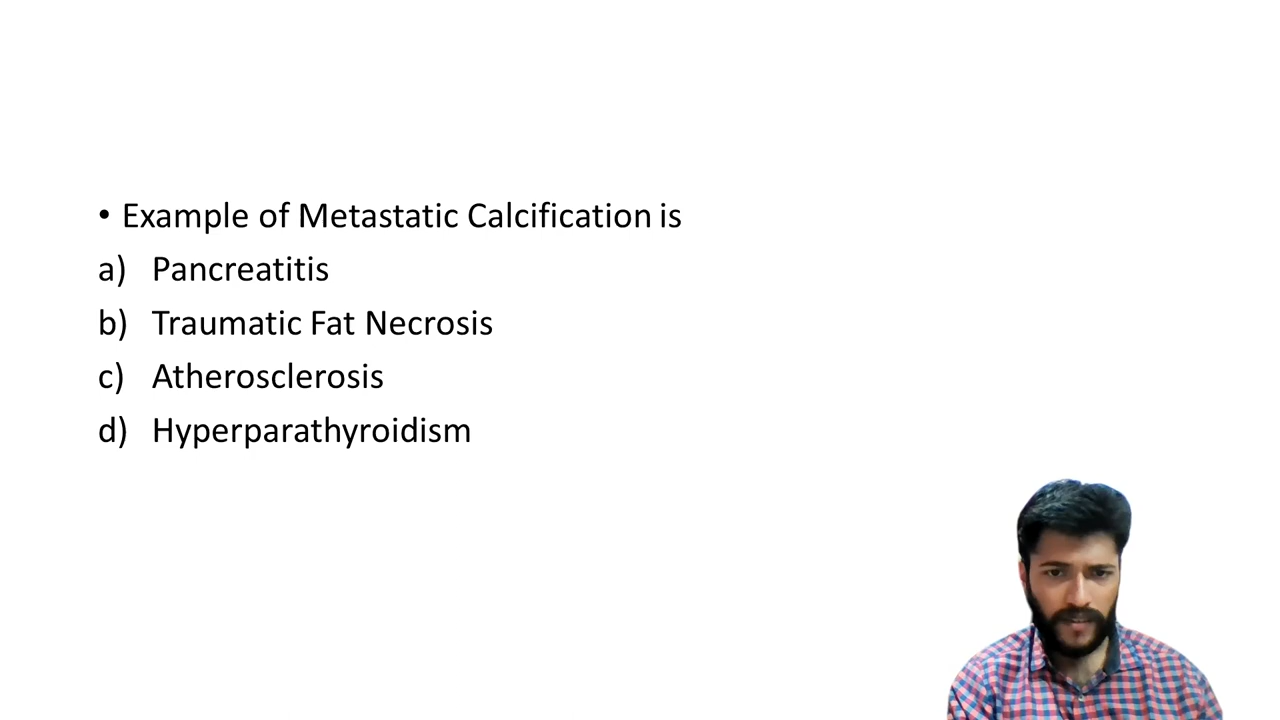 • Example of Metastatic Calcification is
a) Pancreatitis
b) Traumatic Fat Necrosis
c) Atherosclerosis
d) Hyperparathyroidism